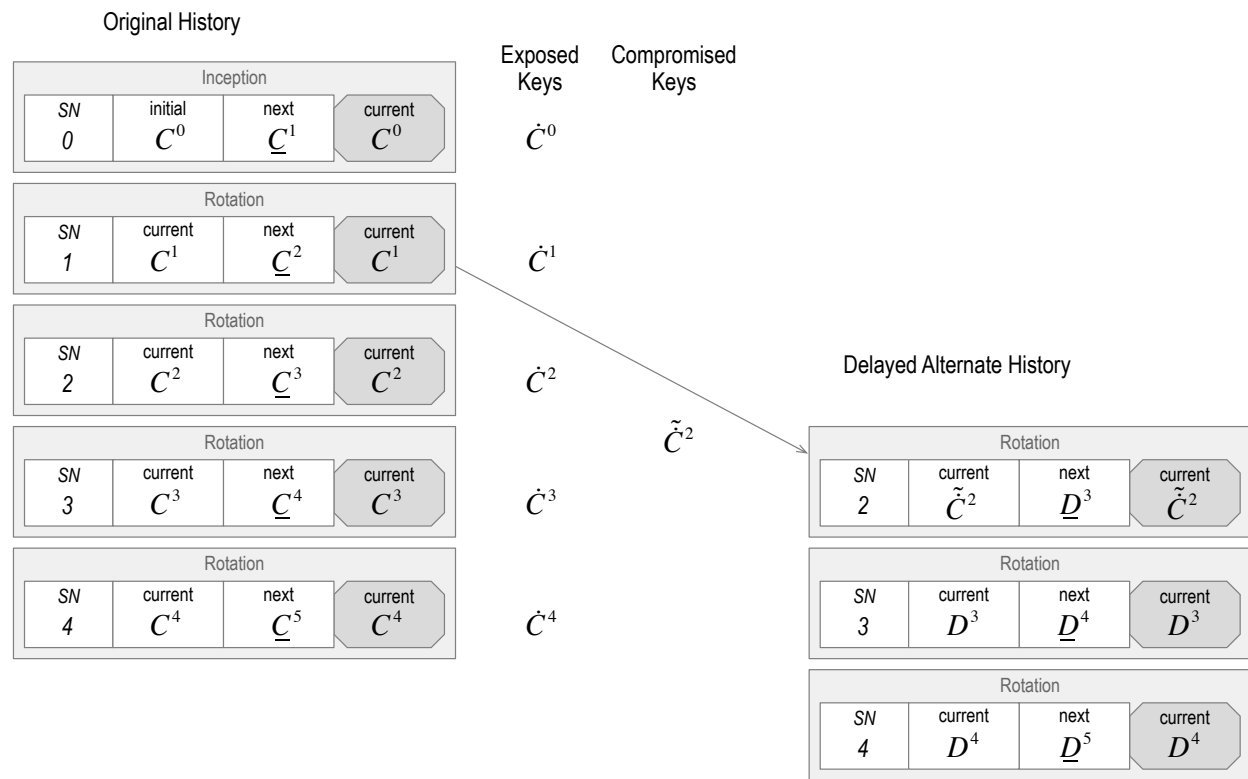 Original History
Exposed Keys
Compromised Keys
Inception
SN initial next current
0 C⁰ C̲¹ C⁰
Ċ⁰
Rotation
SN current next current
1 C¹ C̲² C¹
Ċ¹
Rotation
SN current next current
2 C² C̲³ C²
Ċ²
Delayed Alternate History
C̃̇²
Rotation
SN current next current
3 C³ C̲⁴ C³
Ċ³
Rotation
SN current next current
2 C̃̇² D̲³ C̃̇²
Rotation
SN current next current
4 C⁴ C̲⁵ C⁴
Ċ⁴
Rotation
SN current next current
3 D³ D̲⁴ D³
Rotation
SN current next current
4 D⁴ D̲⁵ D⁴